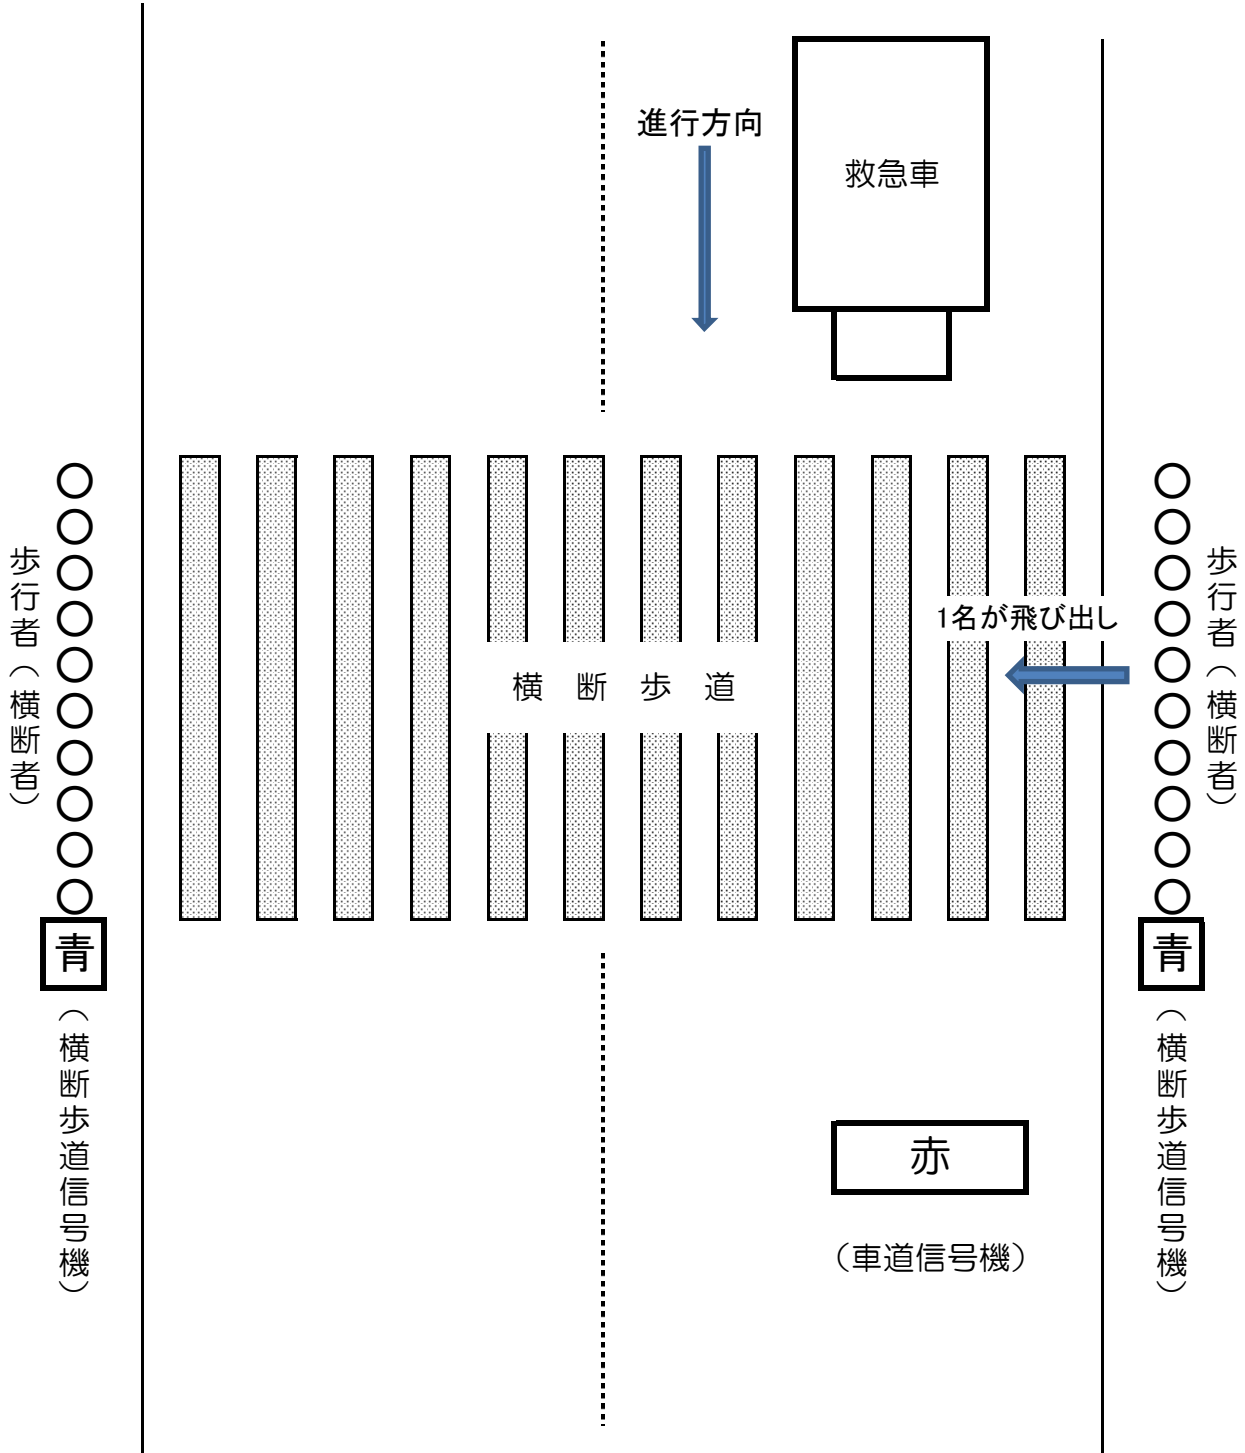 進行方向
救急車
歩行者（横断者）
1名が飛び出し
歩行者（横断者）
横断歩道
青
青
（横断歩道信号機）
赤
（車道信号機）
（横断歩道信号機）